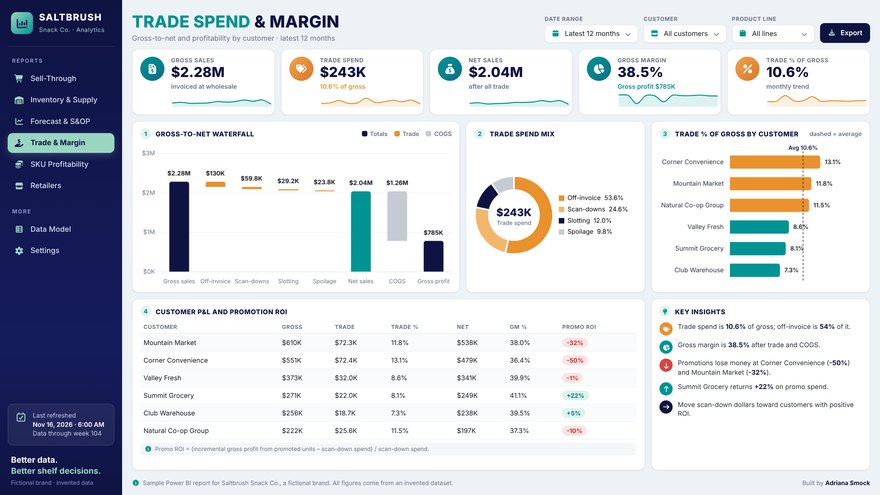 SALTBRUSH
Snack Co. · Analytics
REPORTS
Sell-Through
Inventory & Supply
Forecast & S&OP
Trade & Margin
SKU Profitability
Retailers
MORE
Data Model
Settings
Last refreshed
Nov 16, 2026 · 6:00 AM
Data through week 104
Better data.
Better shelf decisions.
Fictional brand · invented data
TRADE SPEND & MARGIN
Gross-to-net and profitability by customer · latest 12 months
DATE RANGE
Latest 12 months
CUSTOMER
All customers
PRODUCT LINE
All lines
Export
GROSS SALES
$2.28M
invoiced at wholesale
TRADE SPEND
$243K
10.6% of gross
NET SALES
$2.04M
after all trade
GROSS MARGIN
38.5%
Gross profit $785K
TRADE % OF GROSS
10.6%
monthly trend
1 GROSS-TO-NET WATERFALL
Totals Trade COGS
$3M
$2M
$1M
$0K
$2.28M $130K $59.8K $29.2K $23.8K $2.04M $1.26M $785K
Gross sales Off-invoice Scan-downs Slotting Spoilage Net sales COGS Gross profit
2 TRADE SPEND MIX
$243K
Trade spend
Off-invoice 53.6%
Scan-downs 24.6%
Slotting 12.0%
Spoilage 9.8%
3 TRADE % OF GROSS BY CUSTOMER dashed = average
Avg 10.6%
Corner Convenience 13.1%
Mountain Market 11.8%
Natural Co-op Group 11.5%
Valley Fresh 8.6%
Summit Grocery 8.1%
Club Warehouse 7.3%
4 CUSTOMER P&L AND PROMOTION ROI
CUSTOMER GROSS TRADE TRADE % NET GM % PROMO ROI
Mountain Market $610K $72.3K 11.8% $538K 38.0% -32%
Corner Convenience $551K $72.4K 13.1% $479K 36.4% -50%
Valley Fresh $373K $32.0K 8.6% $341K 39.9% -1%
Summit Grocery $271K $22.0K 8.1% $249K 41.1% +22%
Club Warehouse $256K $18.7K 7.3% $238K 39.5% +5%
Natural Co-op Group $222K $25.6K 11.5% $197K 37.3% -10%
Promo ROI = (incremental gross profit from promoted units – scan-down spend) / scan-down spend.
KEY INSIGHTS
Trade spend is 10.6% of gross; off-invoice is 54% of it.
Gross margin is 38.5% after trade and COGS.
Promotions lose money at Corner Convenience (-50%)
and Mountain Market (-32%).
Summit Grocery returns +22% on promo spend.
Move scan-down dollars toward customers with positive
ROI.
Sample Power BI report for Saltbrush Snack Co., a fictional brand. All figures come from an invented dataset.
Built by Adriana Smock